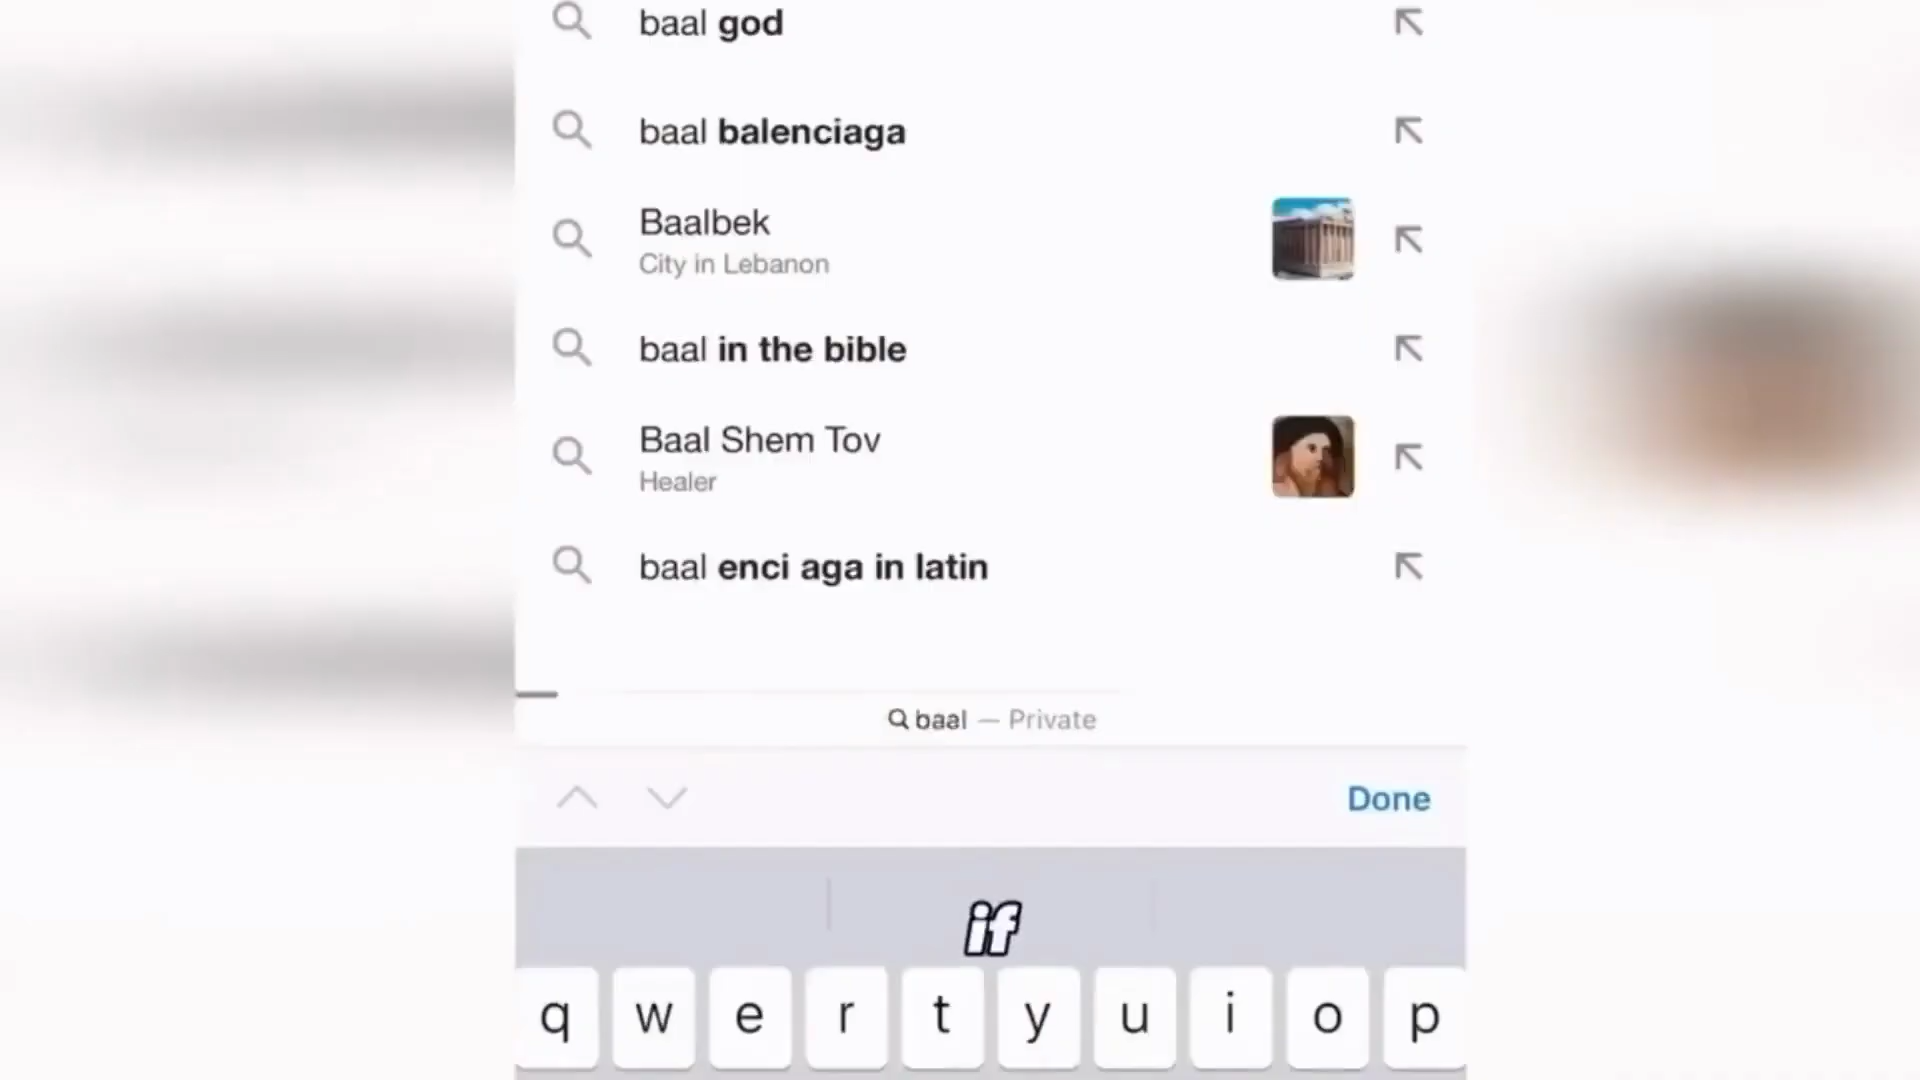 baal god
baal balenciaga
Baalbek
City in Lebanon
baal in the bible
Baal Shem Tov
Healer
baal enci aga in latin
baal — Private
Done
if
q w e r t y u i o p